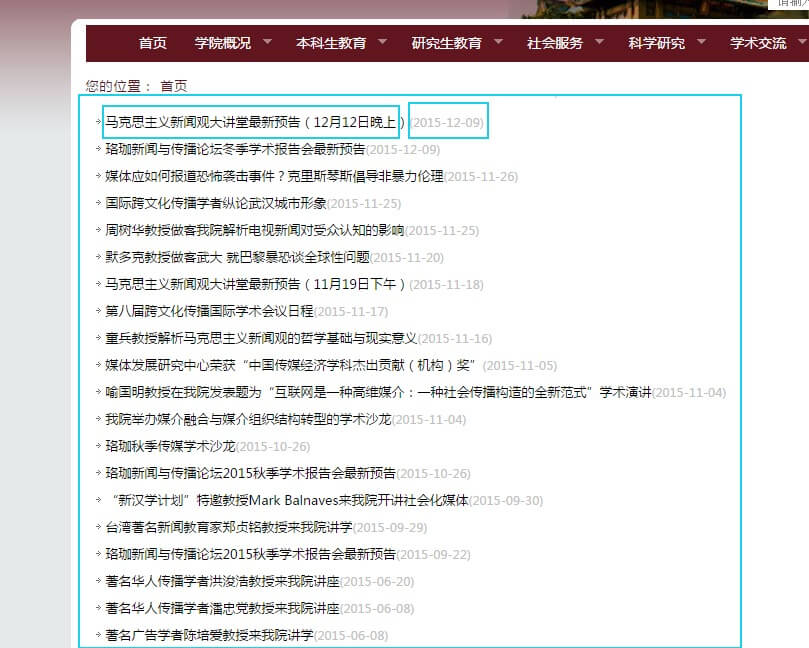 首页 学院概况 本科生教育 研究生教育 社会服务 科学研究 学术交流
您的位置： 首页
马克思主义新闻观大讲堂最新预告（12月12日晚上）(2015-12-09)
珞珈新闻与传播论坛冬季学术报告会最新预告(2015-12-09)
媒体应如何报道恐怖袭击事件？克里斯琴斯倡导非暴力伦理(2015-11-26)
国际跨文化传播学者纵论武汉城市形象(2015-11-25)
周树华教授做客我院解析电视新闻对受众认知的影响(2015-11-25)
默多克教授做客武大 就巴黎暴恐谈全球性问题(2015-11-20)
马克思主义新闻观大讲堂最新预告（11月19日下午）(2015-11-18)
第八届跨文化传播国际学术会议日程(2015-11-17)
童兵教授解析马克思主义新闻观的哲学基础与现实意义(2015-11-16)
媒体发展研究中心荣获“中国传媒经济学科杰出贡献（机构）奖”(2015-11-05)
喻国明教授在我院发表题为“互联网是一种高维媒介：一种社会传播构造的全新范式”学术演讲(2015-11-04)
我院举办媒介融合与媒介组织结构转型的学术沙龙(2015-11-04)
珞珈秋季传媒学术沙龙(2015-10-26)
珞珈新闻与传播论坛2015秋季学术报告会最新预告(2015-10-26)
“新汉学计划”特邀教授Mark Balnaves来我院开讲社会化媒体(2015-09-30)
台湾著名新闻教育家郑贞铭教授来我院讲学(2015-09-29)
珞珈新闻与传播论坛2015秋季学术报告会最新预告(2015-09-22)
著名华人传播学者洪浚浩教授来我院讲座(2015-06-20)
著名华人传播学者潘忠党教授来我院讲座(2015-06-08)
著名广告学者陈培爱教授来我院讲学(2015-06-08)